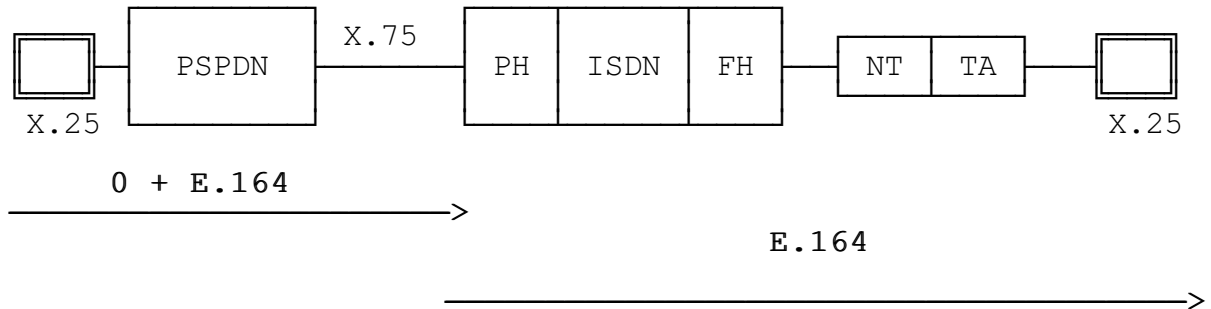 X.75
PSPDN PH ISDN FH NT TA
X.25 X.25
0 + E.164
E.164